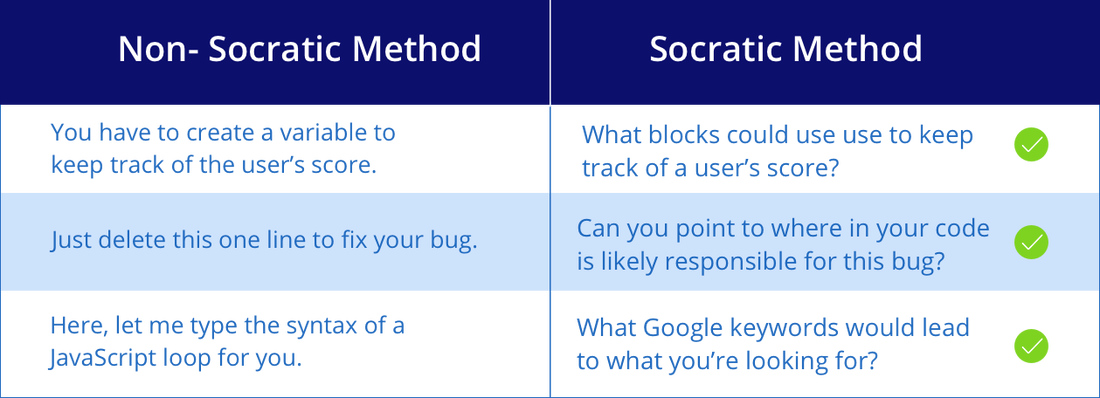 Non- Socratic Method
Socratic Method
You have to create a variable to
keep track of the user's score.
What blocks could use use to keep
track of a user's score?
Just delete this one line to fix your bug.
Can you point to where in your code
is likely responsible for this bug?
Here, let me type the syntax of a
JavaScript loop for you.
What Google keywords would lead
to what you're looking for?